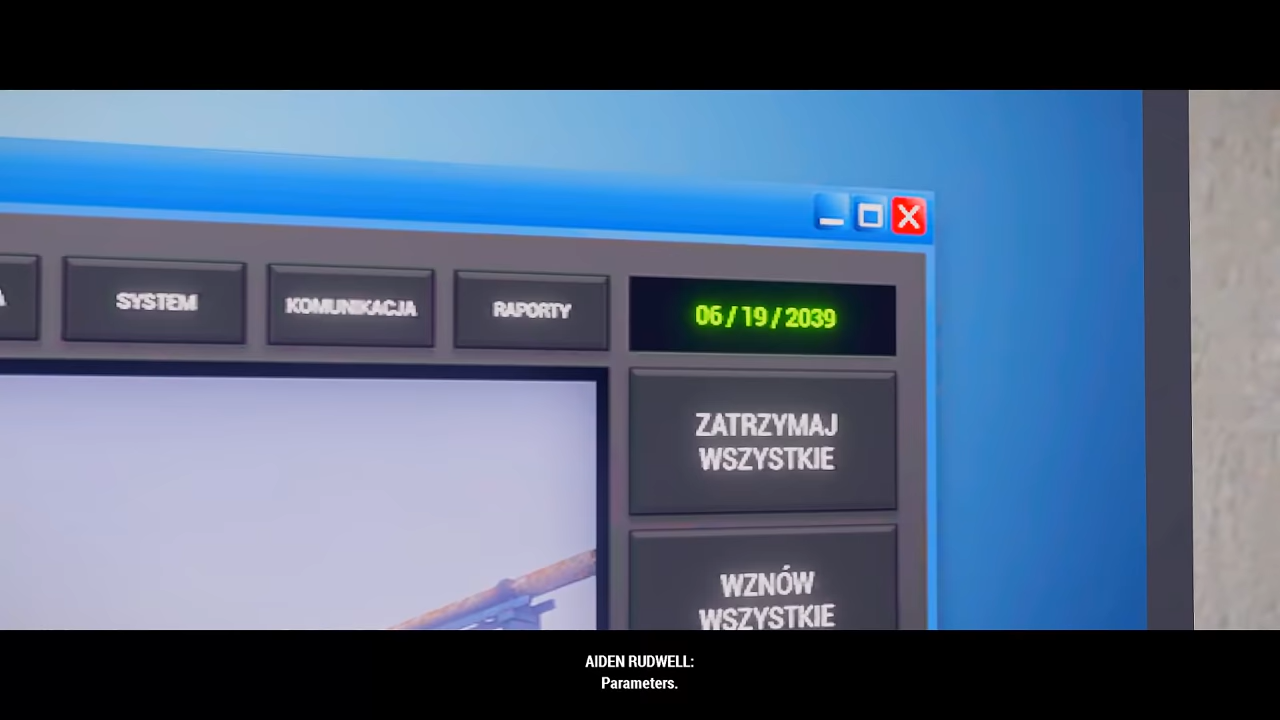 SYSTEM
KOMUNIKACJA
RAPORTY
06 / 19 / 2039
ZATRZYMAJ
WSZYSTKIE
WZNÓW
WSZYSTKIE
AIDEN RUDWELL:
Parameters.